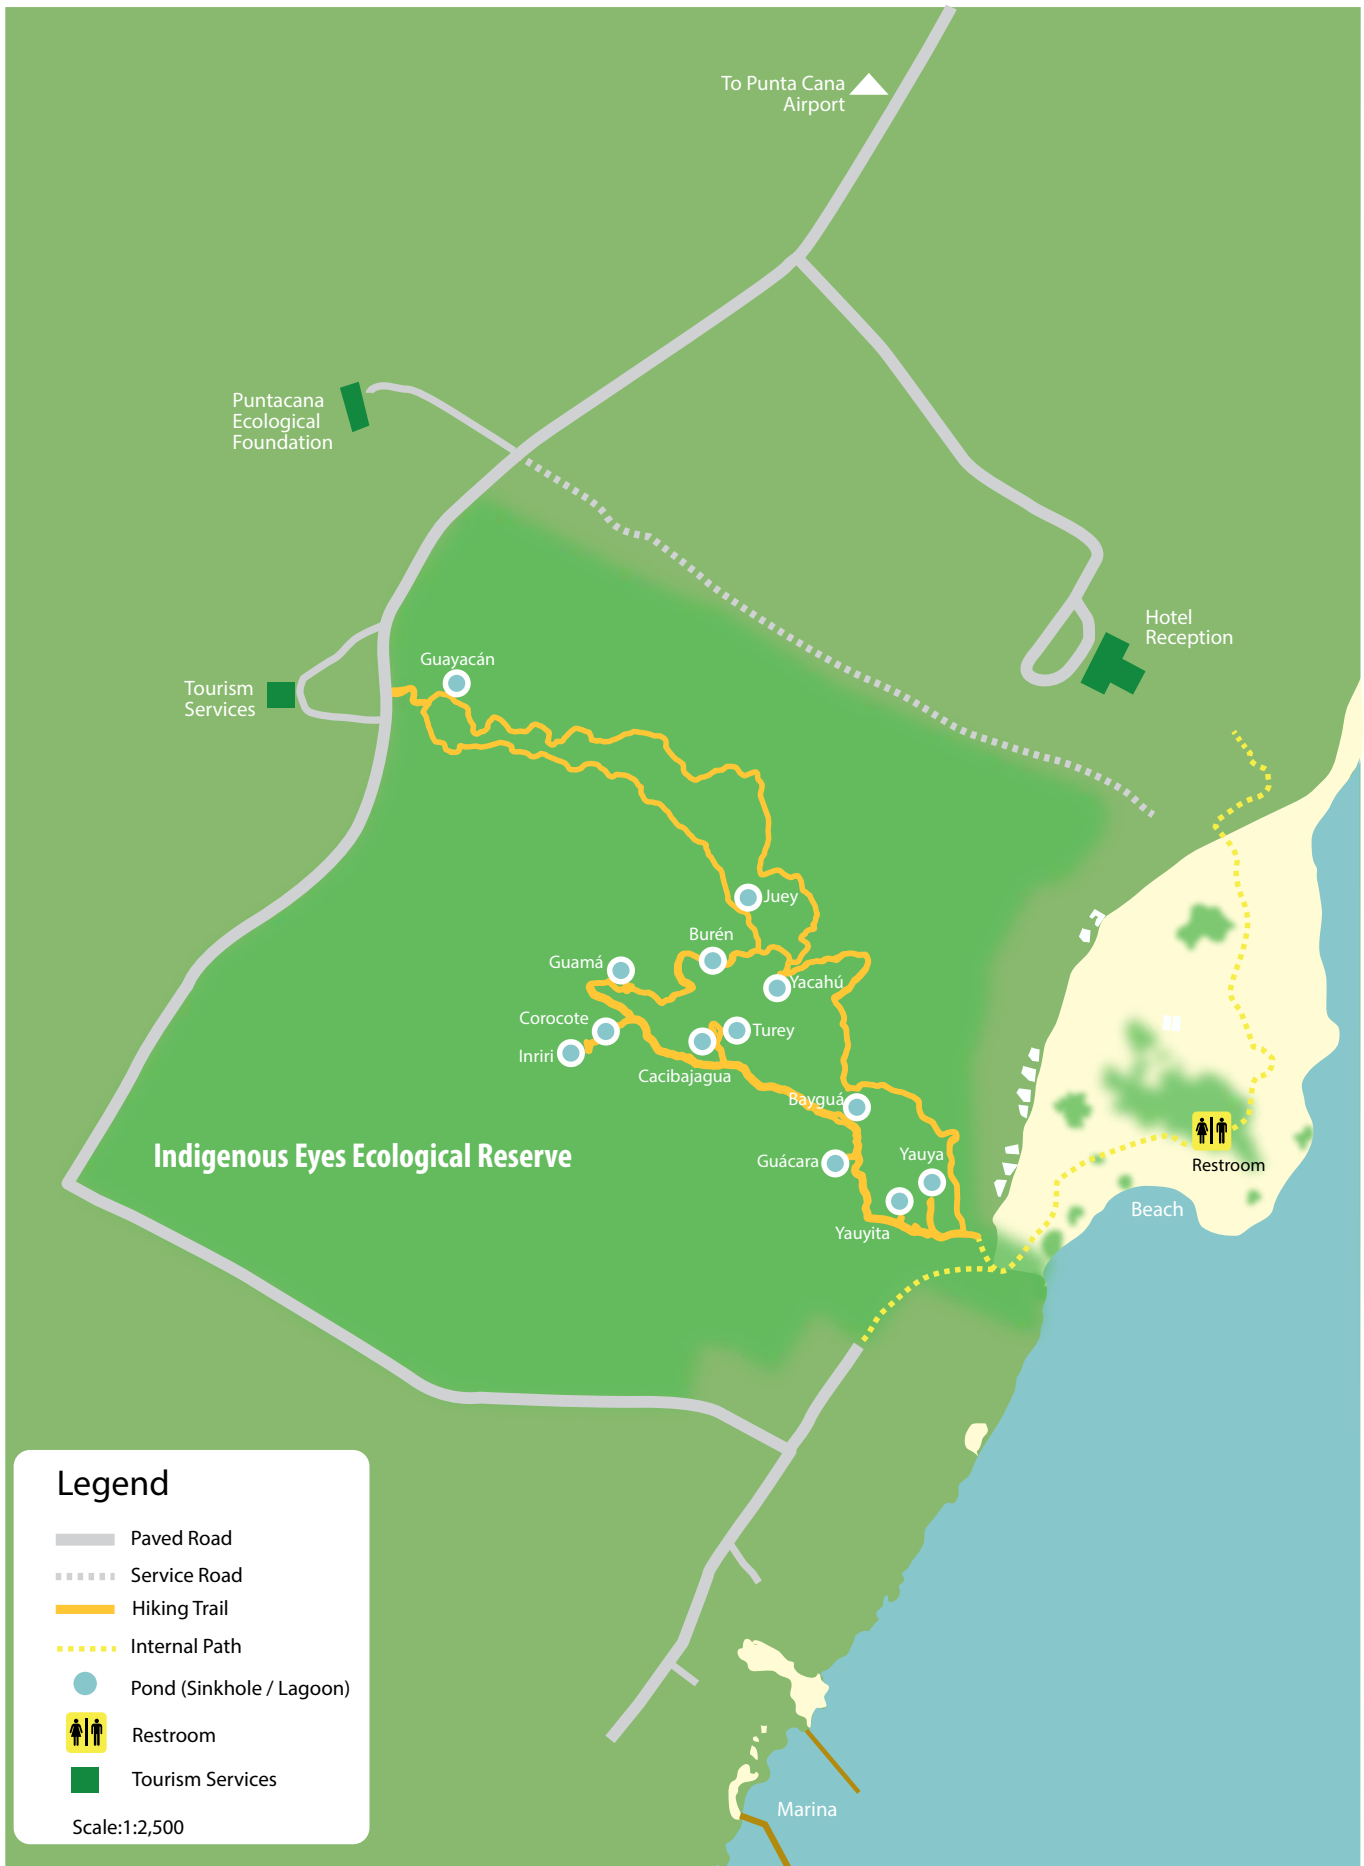 To Punta Cana
Airport
Puntacana
Ecological
Foundation
Hotel
Reception
Guayacán
Tourism
Services
Juey
Burén
Guamá
Yacahú
Corocote
Turey
Inriri
Cacibajagua
Bayguá
Indigenous Eyes Ecological Reserve
Guácara
Yauya
Restroom
Beach
Yauyita
Legend
Paved Road
Service Road
Hiking Trail
Internal Path
Pond (Sinkhole / Lagoon)
Restroom
Tourism Services
Scale:1:2,500
Marina